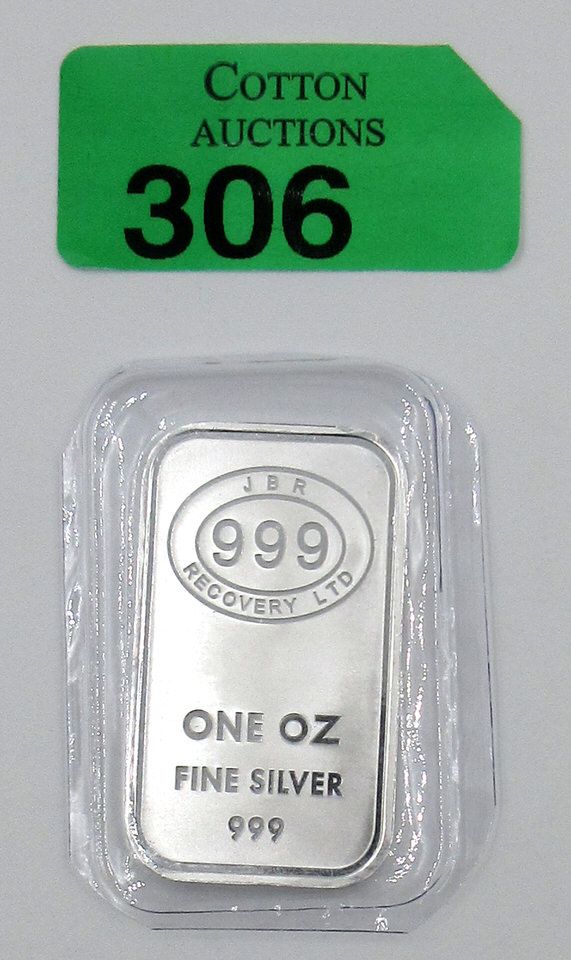 COTTON
AUCTIONS
306
JBR
999
RECOVERY LTD
ONE OZ
FINE SILVER
999